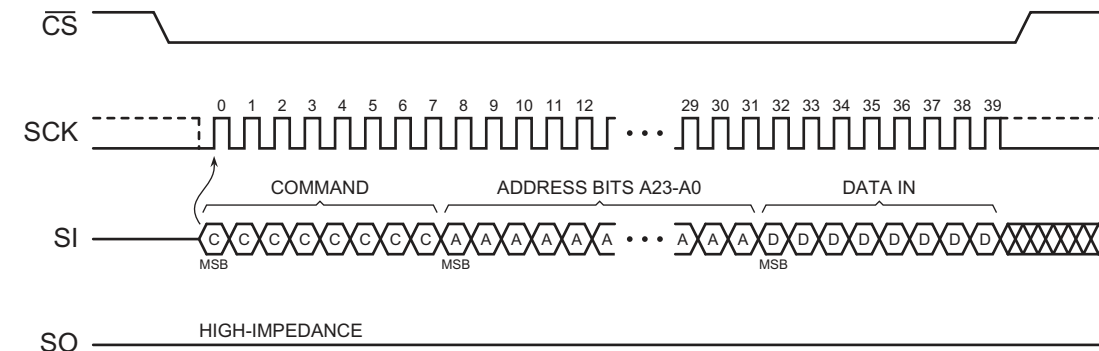 CS
0 1 2 3 4 5 6 7 8 9 10 11 12 29 30 31 32 33 34 35 36 37 38 39
SCK
COMMAND ADDRESS BITS A23-A0 DATA IN
SI C C C C C C C C A A A A A A A A A D D D D D D D D
MSB MSB MSB
HIGH-IMPEDANCE
SO